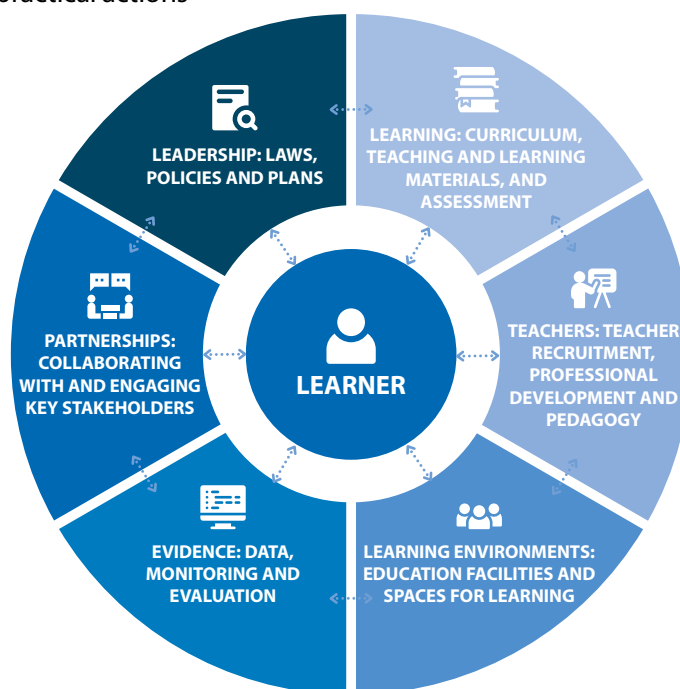 practical actions
LEADERSHIP: LAWS,
POLICIES AND PLANS
LEARNING: CURRICULUM,
TEACHING AND LEARNING
MATERIALS, AND
ASSESSMENT
TEACHERS: TEACHER
RECRUITMENT,
PROFESSIONAL
DEVELOPMENT AND
PEDAGOGY
LEARNING ENVIRONMENTS:
EDUCATION FACILITIES AND
SPACES FOR LEARNING
EVIDENCE: DATA,
MONITORING AND
EVALUATION
PARTNERSHIPS:
COLLABORATING
WITH AND ENGAGING
KEY STAKEHOLDERS
LEARNER